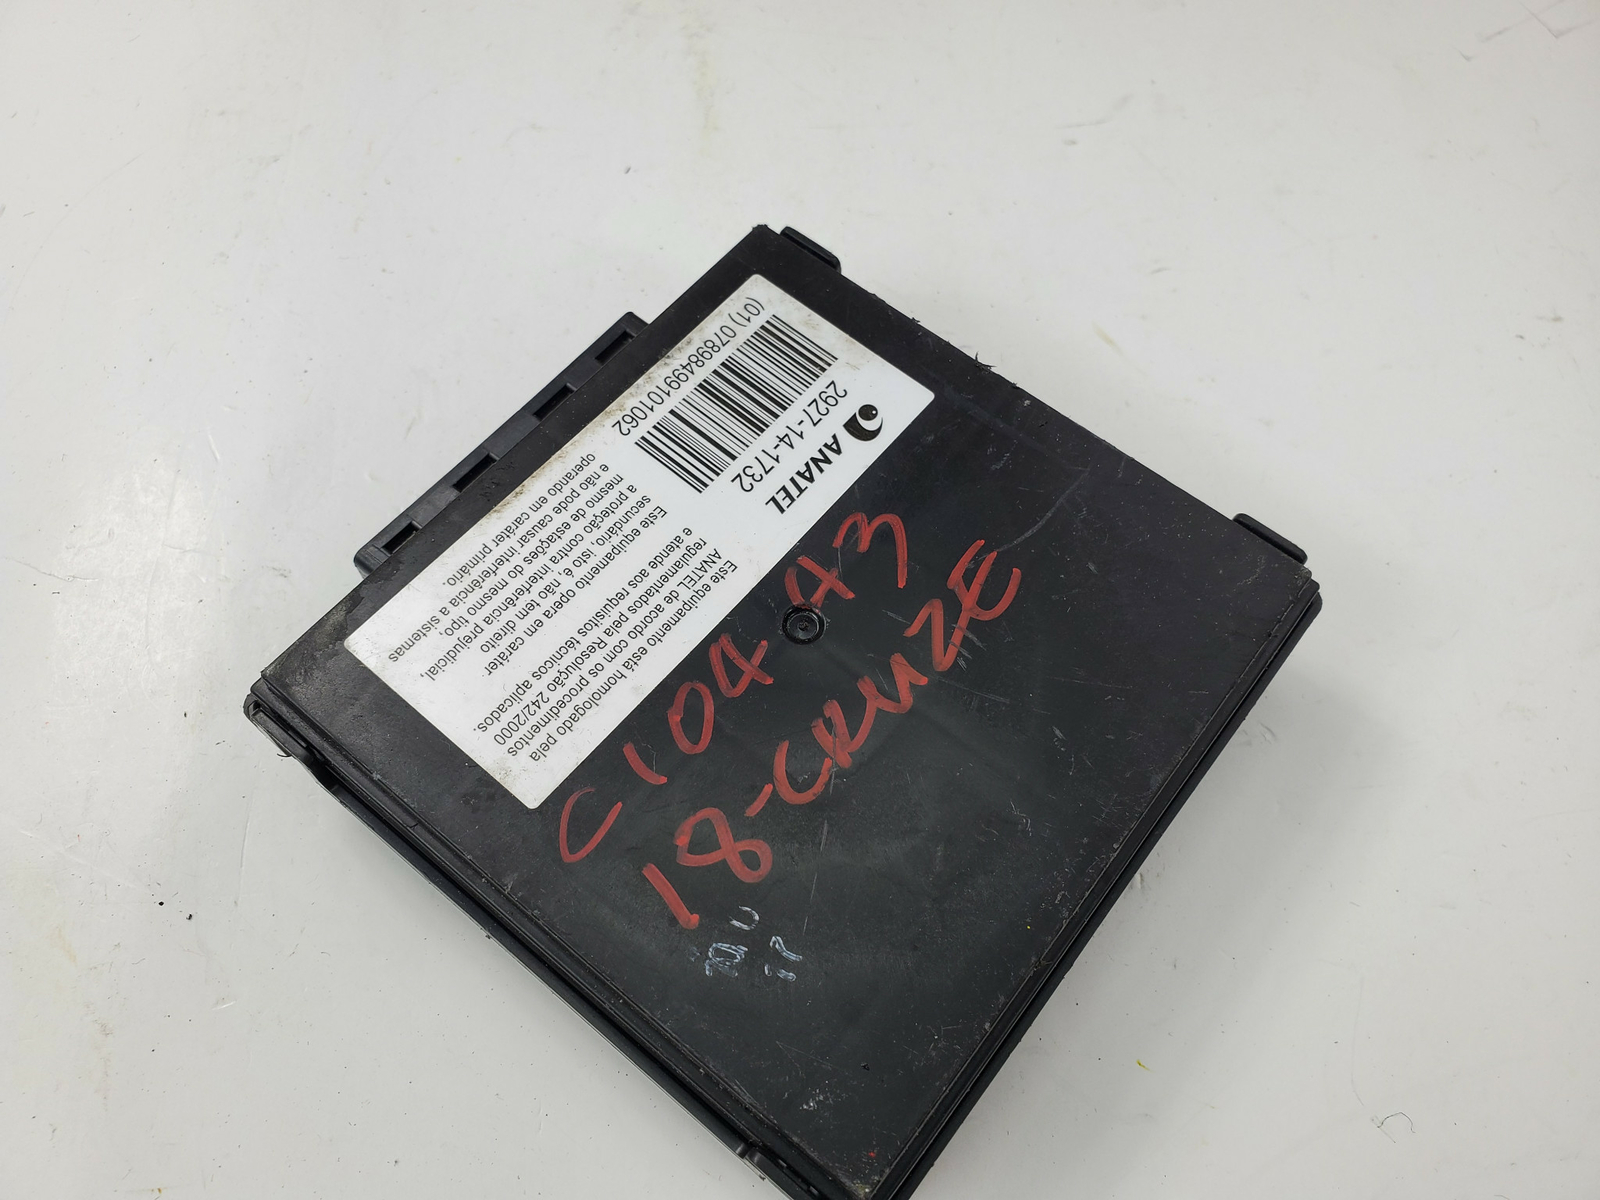 ANATEL
2927-14-1732
(01) 07898499101062
Este equipamento está homologado pela
ANATEL de acordo com os procedimentos
regulamentados pela Resolução 242/2000
e atende aos requisitos técnicos aplicados.
Este equipamento opera em caráter
secundário, isto é, não tem direito
a proteção contra interferência prejudicial,
mesmo de estações do mesmo tipo,
e não pode causar interferência a sistemas
operando em caráter primário.
C104-A3
18-CRUZE